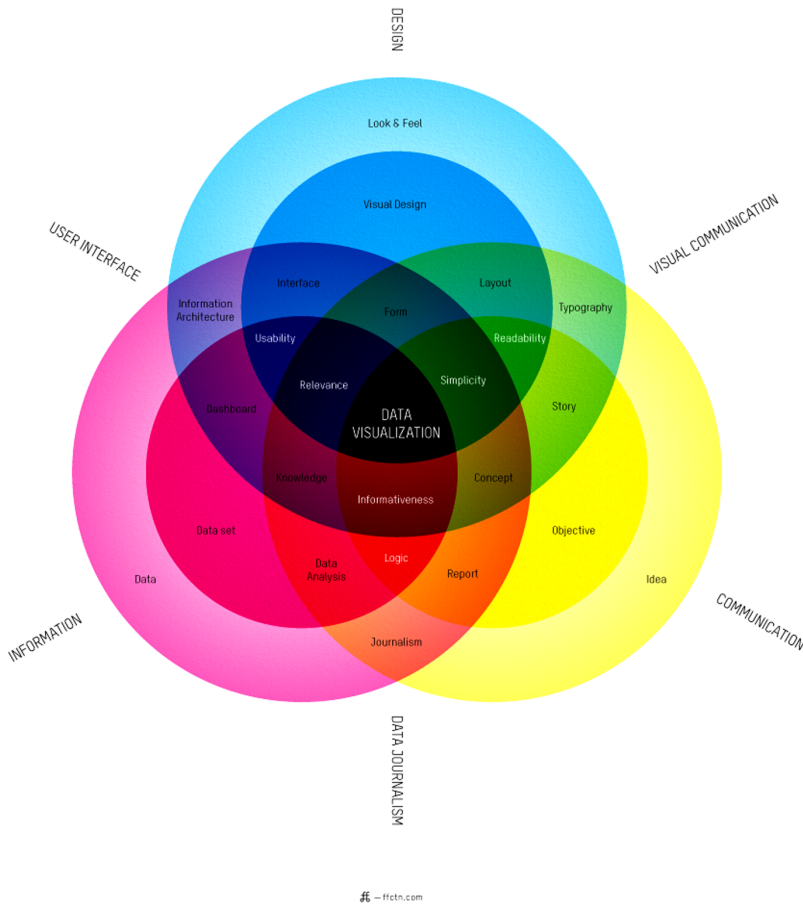 DESIGN
Look & Feel
Visual Design
USER INTERFACE
VISUAL COMMUNICATION
Interface
Layout
Information
Architecture
Form
Typography
Usability
Readability
Relevance
Simplicity
Dashboard
Story
DATA
VISUALIZATION
Knowledge
Concept
Informativeness
Data set
Objective
Logic
Data
Analysis
Report
Data
Idea
INFORMATION
COMMUNICATION
Journalism
DATA JOURNALISM
— ffctn.com